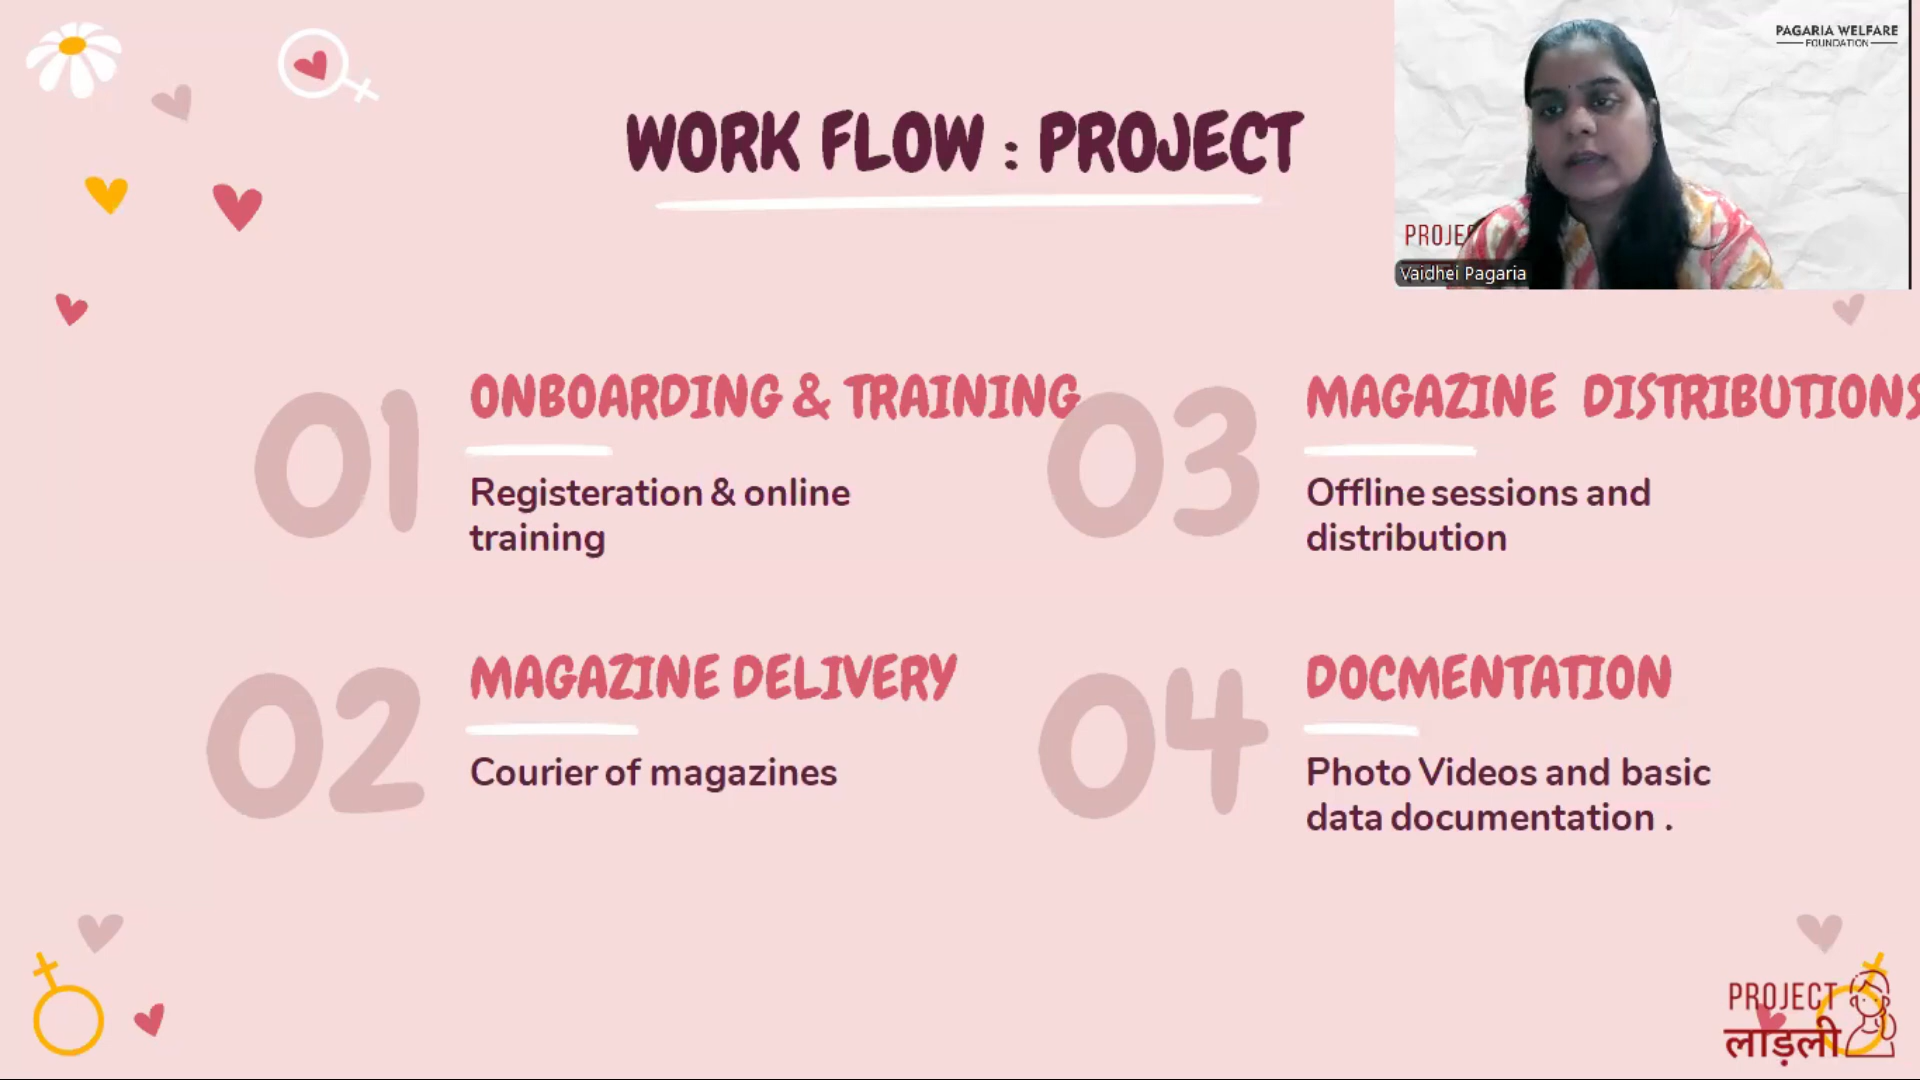 PAGARIA WELFARE
FOUNDATION
WORK FLOW : PROJECT
PROJEC
Vaidhei Pagaria
01
ONBOARDING & TRAINING
Registeration & online
training
02
MAGAZINE DELIVERY
Courier of magazines
03
MAGAZINE DISTRIBUTIONS
Offline sessions and
distribution
04
DOCMENTATION
Photo Videos and basic
data documentation .
PROJECT
लाड़ली